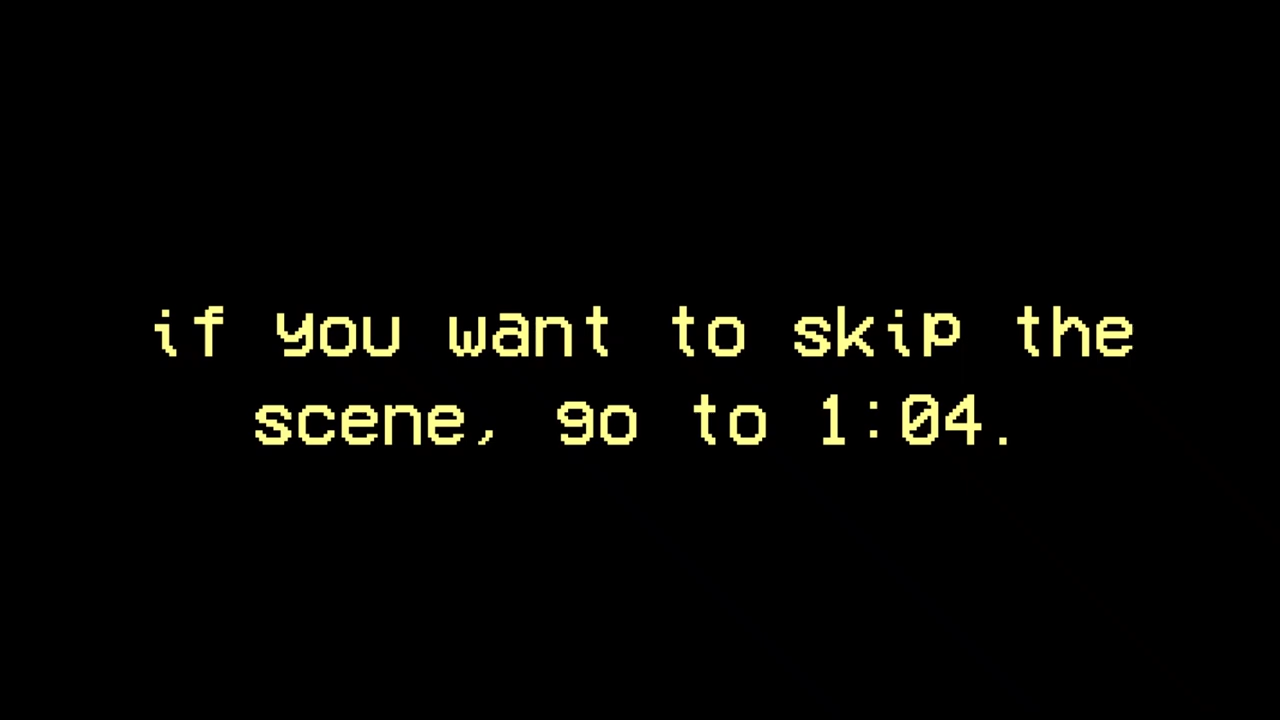 if you want to skip the
scene, go to 1:04.